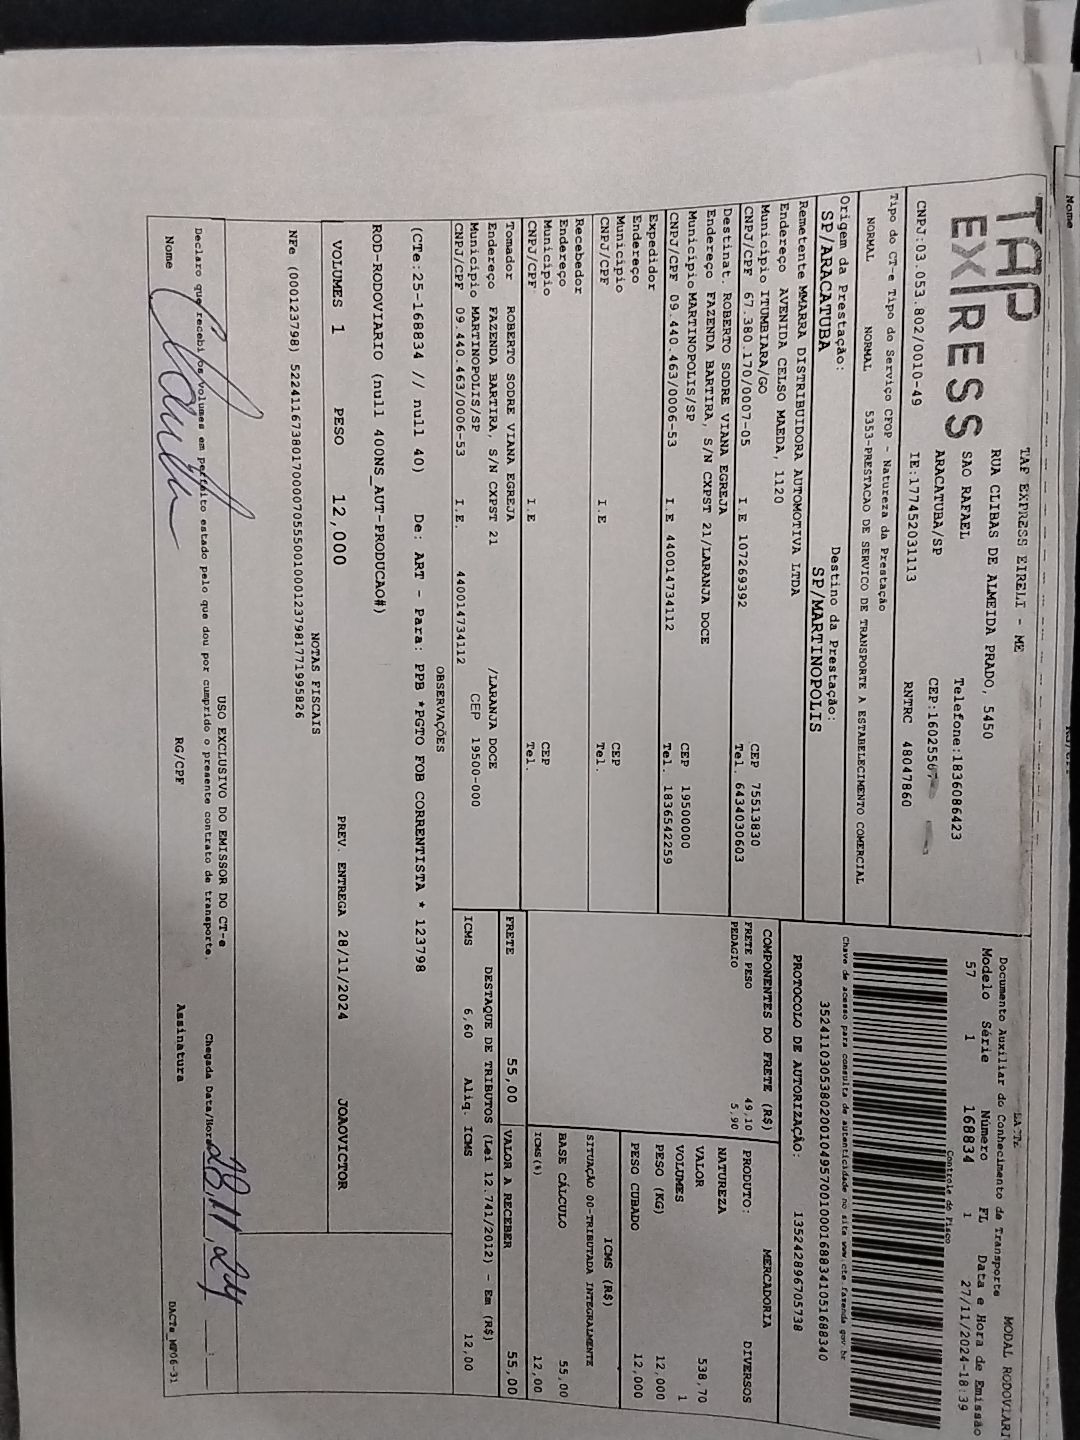 TAP
EXPRESS
TAP EXPRESS EIRELI - ME
RUA CLIBAS DE ALMEIDA PRADO, 5450
SAO RAFAEL
Telefone:1836086423
ARACATUBA/SP
CNPJ:03.053.802/0010-49 IE:177452031113 RNTRC 48047860
Tipo do CT-e Tipo do Serviço CFOP - Natureza da Prestação
NORMAL NORMAL 5353-PRESTACAO DE SERVICO DE TRANSPORTE A ESTABELECIMENTO COMERCIAL
Origem da Prestação: Destino da Prestação:
SP/ARACATUBA SP/MARTINOPOLIS
Remetente MMARRA DISTRIBUIDORA AUTOMOTIVA LTDA
Endereço AVENIDA CELSO MAEDA, 1120
Municipio ITUMBIARA/GO CEP 75513830
CNPJ/CPF 67.380.170/0007-05 I.E 107269392 Tel. 6434030603
Destinat. ROBERTO SODRE VIANA EGREJA
Endereço FAZENDA BARTIRA, S/N CXPST 21/LARANJA DOCE
Municipio MARTINOPOLIS/SP CEP 19500000
CNPJ/CPF 09.440.463/0006-53 I.E 440014734112 Tel. 1836542259
Expedidor
Endereço
Municipio CEP
CNPJ/CPF I.E Tel.
Recebedor
Endereço
Municipio CEP
CNPJ/CPF I.E Tel.
Tomador ROBERTO SODRE VIANA EGREJA
Endereço FAZENDA BARTIRA, S/N CXPST 21 /LARANJA DOCE
Municipio MARTINOPOLIS/SP CEP 19500-000
CNPJ/CPF 09.440.463/0006-53 I.E. 440014734112
MODAL RODOVIARI
Documento Auxiliar do Conhecimento de Transporte
Modelo Série Número FL Data e Hora de Emissão
57 1 168834 1 27/11/2024-18:39
Controle do Fisco
Chave de acesso para consulta de autenticidade no site www.cte.fazenda.gov.br
35241103053802001049570010001688341051688340
PROTOCOLO DE AUTORIZAÇÃO: 135242896705738
COMPONENTES DO FRETE (R$)
FRETE PESO 49,10
PEDAGIO 5,90
MERCADORIA
PRODUTO: DIVERSOS
NATUREZA
VALOR 538,70
VOLUMES 1
PESO (KG) 12,000
PESO CUBADO 12,000
ICMS (R$)
SITUAÇÃO 00-TRIBUTADA INTEGRALMENTE
BASE CÁLCULO 55,00
ICMS(%) 12,00
FRETE 55,00 VALOR A RECEBER 55,00
DESTAQUE DE TRIBUTOS (Lei 12.741/2012) - Em (R$)
ICMS 6,60 Aliq. ICMS 12,00
OBSERVAÇÕES
(CTe:25-168834 // null 40) De: ART - Para: PPB *PGTO FOB CORRENTISTA * 123798
ROD-RODOVIARIO (null 400NS_AUT-PRODUCAO#)
VOLUMES 1 PESO 12,000 PREV. ENTREGA 28/11/2024 JOAOVICTOR
NOTAS FISCAIS
NFe (000123798) 52241167380170000705550010001237981771995826
USO EXCLUSIVO DO EMISSOR DO CT-e
Declaro que recebi os volumes em perfeito estado pelo que dou por cumprido o presente contrato de transporte. Chegada Data/Hora 28.11.24
Nome RG/CPF Assinatura
DACTe_MP06-31
Nome